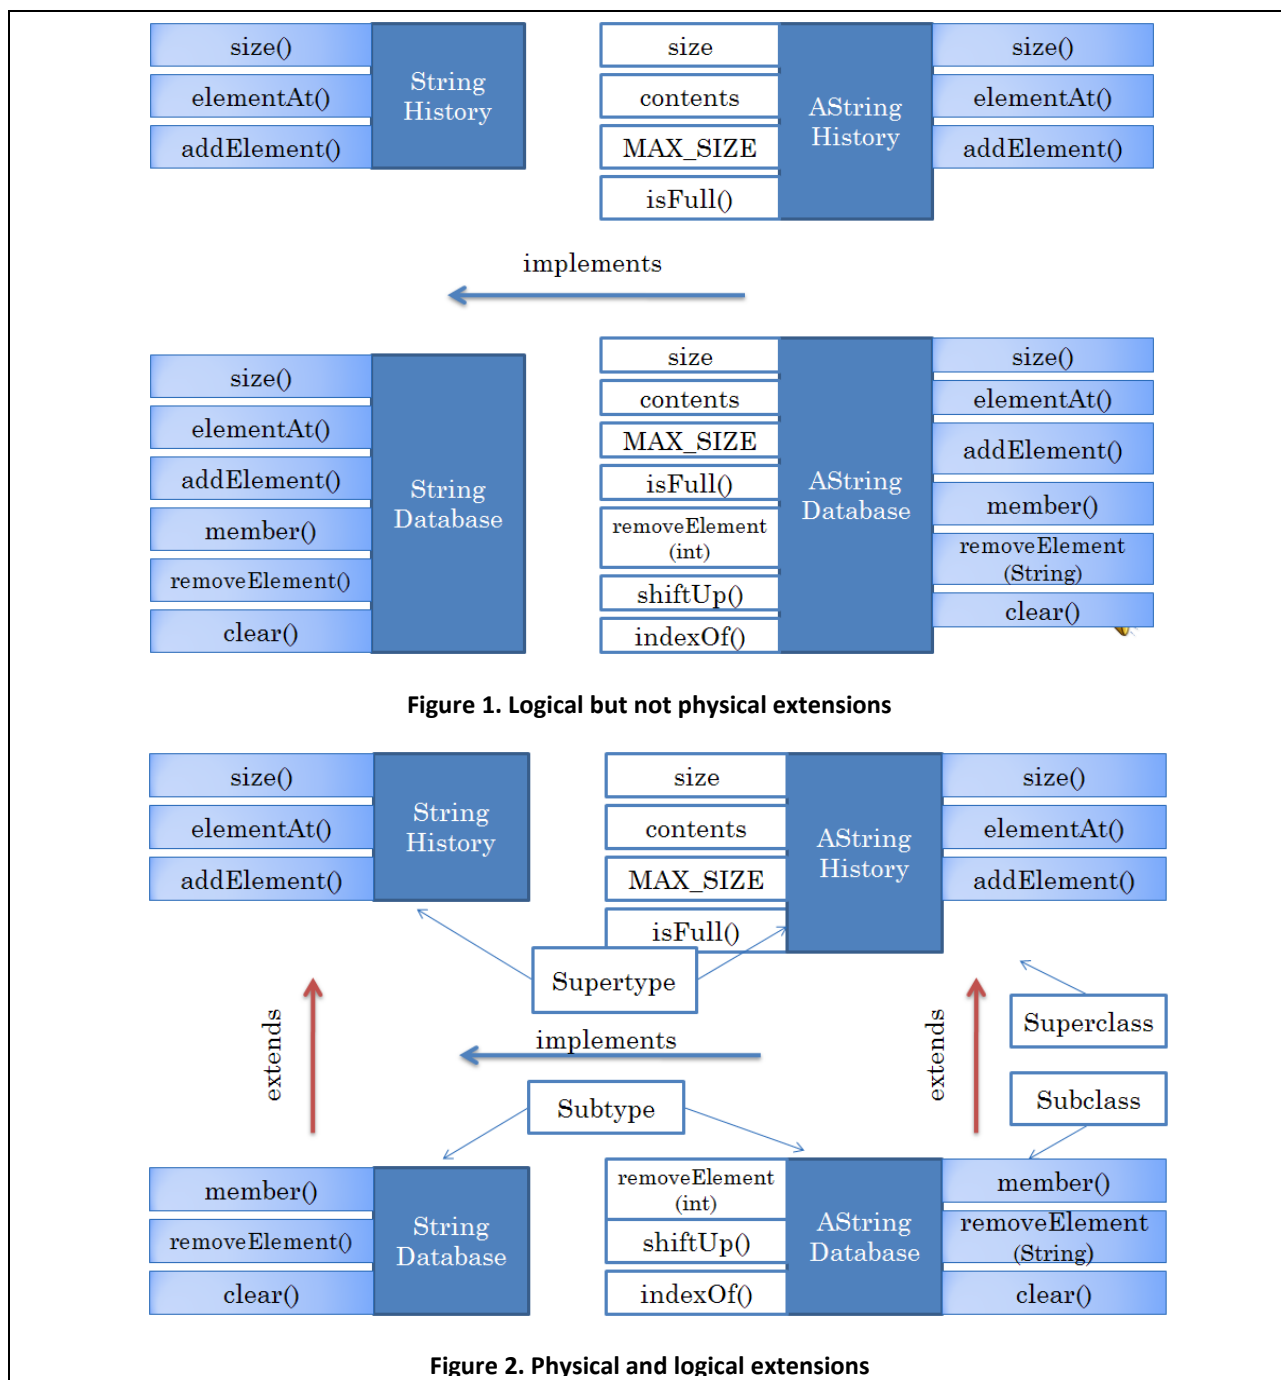 size()
elementAt()
addElement()
String
History
size
contents
MAX_SIZE
isFull()
AString
History
size()
elementAt()
addElement()
implements
size()
elementAt()
addElement()
member()
removeElement()
clear()
String
Database
size
contents
MAX_SIZE
isFull()
removeElement
(int)
shiftUp()
indexOf()
AString
Database
size()
elementAt()
addElement()
member()
removeElement
(String)
clear()
Figure 1. Logical but not physical extensions
size()
elementAt()
addElement()
String
History
size
contents
MAX_SIZE
isFull()
AString
History
size()
elementAt()
addElement()
Supertype
extends
implements
extends
Superclass
Subclass
Subtype
member()
removeElement()
clear()
String
Database
removeElement
(int)
shiftUp()
indexOf()
AString
Database
member()
removeElement
(String)
clear()
Figure 2. Physical and logical extensions